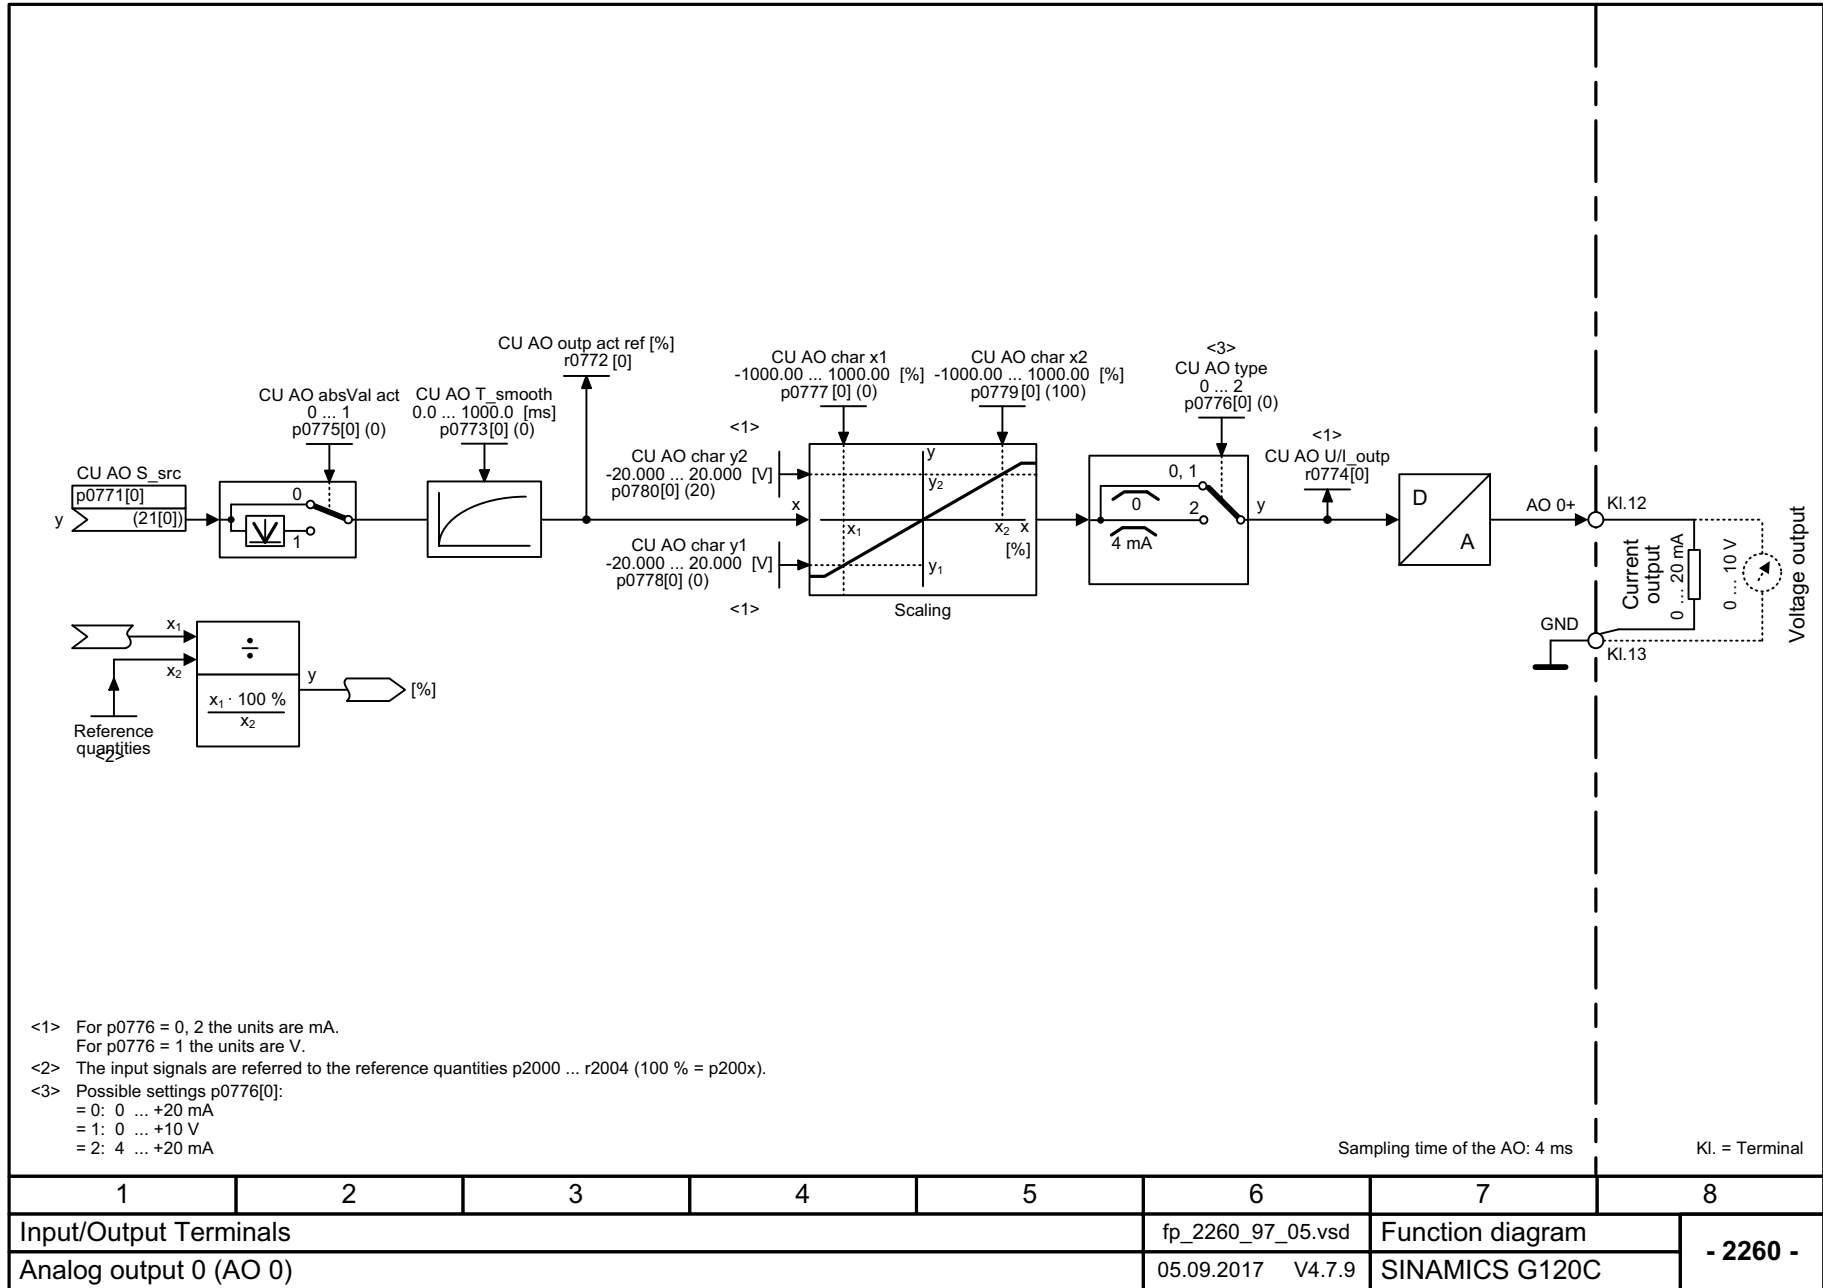 CU AO outp act ref [%]
r0772 [0]
CU AO absVal act
0 ... 1
p0775[0] (0)
CU AO T_smooth
0.0 ... 1000.0 [ms]
p0773[0] (0)
CU AO char x1
-1000.00 ... 1000.00 [%]
p0777 [0] (0)
CU AO char x2
-1000.00 ... 1000.00 [%]
p0779[0] (100)
<3>
CU AO type
0 ... 2
p0776[0] (0)
<1>
CU AO U/I_outp
r0774[0]
<1>
CU AO char y2
-20.000 ... 20.000 [V]
p0780[0] (20)
CU AO S_src
p0771[0]
y
(21[0])
0
1
x
y
y₂
x₁
x₂
x
[%]
y₁
CU AO char y1
-20.000 ... 20.000 [V]
p0778[0] (0)
<1>
Scaling
0, 1
0
2
4 mA
y
D
A
AO 0+
Kl.12
Current output
0 ... 20 mA
0 ... 10 V
Voltage output
GND
Kl.13
x₁
x₂
÷
x₁ · 100 %
x₂
y
[%]
Reference
quantities
<2>
<1> For p0776 = 0, 2 the units are mA.
For p0776 = 1 the units are V.
<2> The input signals are referred to the reference quantities p2000 ... r2004 (100 % = p200x).
<3> Possible settings p0776[0]:
= 0: 0 ... +20 mA
= 1: 0 ... +10 V
= 2: 4 ... +20 mA
Sampling time of the AO: 4 ms
Kl. = Terminal
1 2 3 4 5 6 7 8
Input/Output Terminals
fp_2260_97_05.vsd
Function diagram
- 2260 -
Analog output 0 (AO 0)
05.09.2017 V4.7.9
SINAMICS G120C